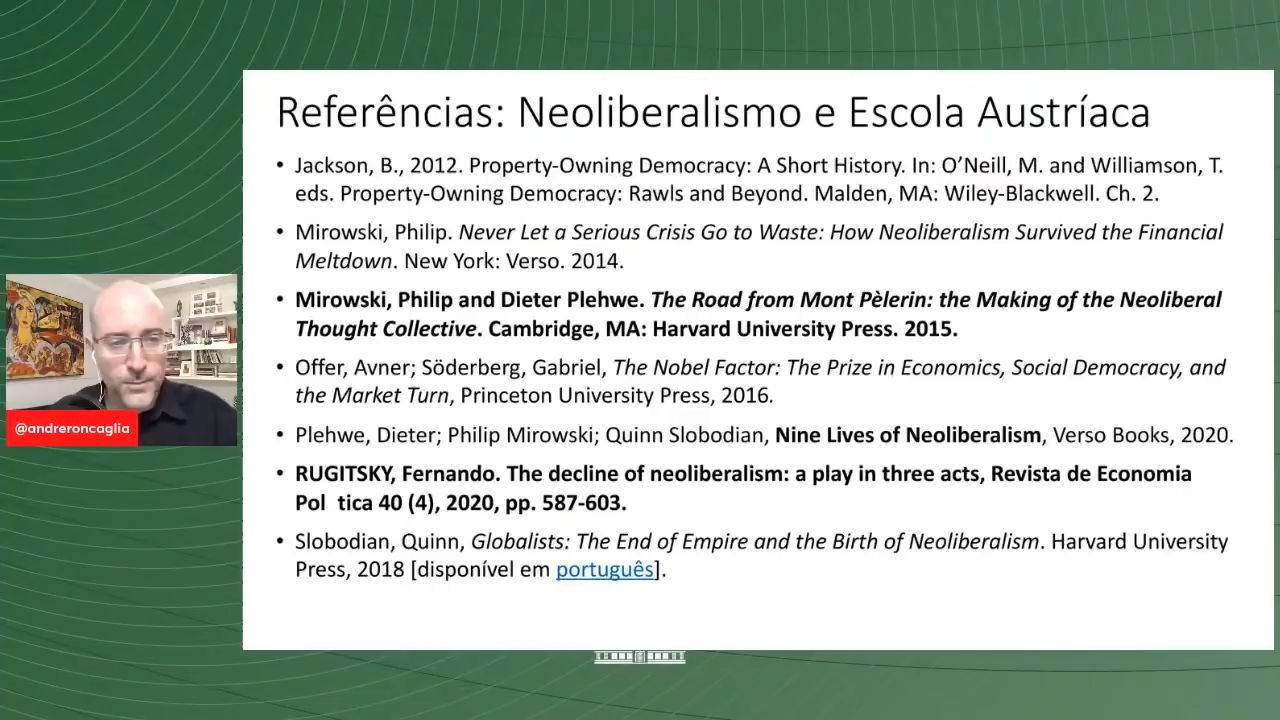 Referências: Neoliberalismo e Escola Austríaca
• Jackson, B., 2012. Property-Owning Democracy: A Short History. In: O’Neill, M. and Williamson, T.
eds. Property-Owning Democracy: Rawls and Beyond. Malden, MA: Wiley-Blackwell. Ch. 2.
• Mirowski, Philip. Never Let a Serious Crisis Go to Waste: How Neoliberalism Survived the Financial
Meltdown. New York: Verso. 2014.
• Mirowski, Philip and Dieter Plehwe. The Road from Mont Pèlerin: the Making of the Neoliberal
Thought Collective. Cambridge, MA: Harvard University Press. 2015.
• Offer, Avner; Söderberg, Gabriel, The Nobel Factor: The Prize in Economics, Social Democracy, and
the Market Turn, Princeton University Press, 2016.
• Plehwe, Dieter; Philip Mirowski; Quinn Slobodian, Nine Lives of Neoliberalism, Verso Books, 2020.
• RUGITSKY, Fernando. The decline of neoliberalism: a play in three acts, Revista de Economia
Pol tica 40 (4), 2020, pp. 587-603.
• Slobodian, Quinn, Globalists: The End of Empire and the Birth of Neoliberalism. Harvard University
Press, 2018 [disponível em português].
@andreroncaglia